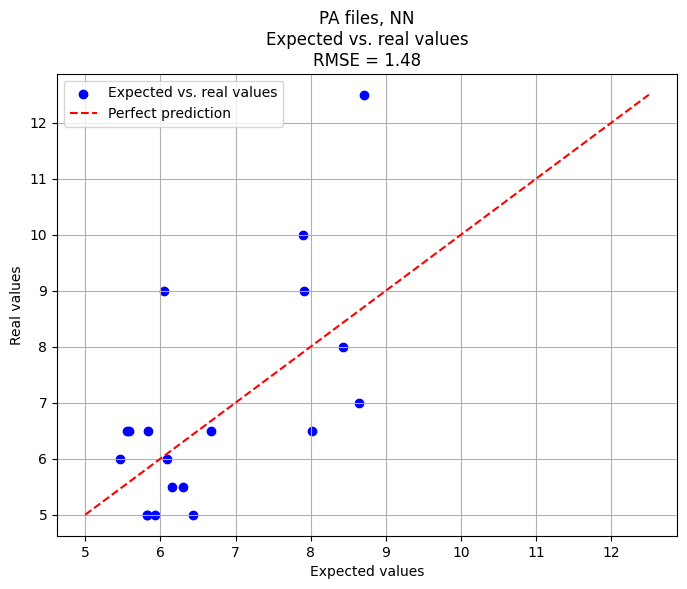 PA files, NN
Expected vs. real values
RMSE = 1.48
Expected vs. real values
Perfect prediction
12
11
10
9
8
7
6
5
Real values
5 6 7 8 9 10 11 12
Expected values